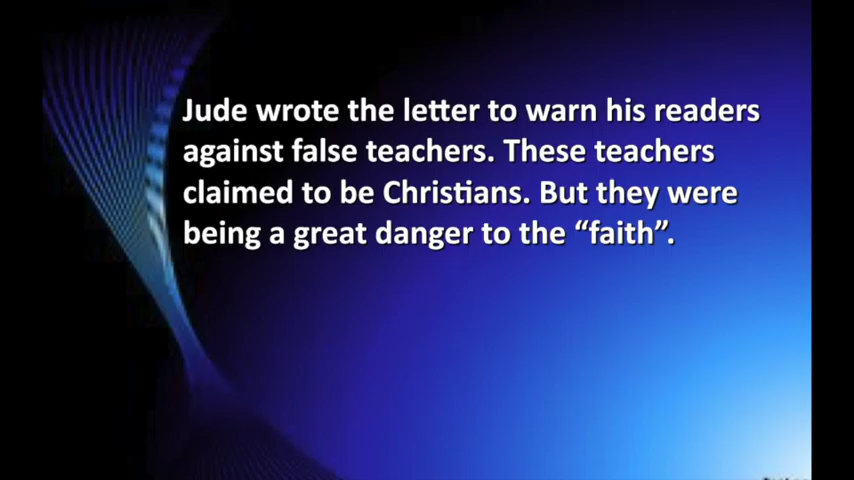 Jude wrote the letter to warn his readers
against false teachers. These teachers
claimed to be Christians. But they were
being a great danger to the “faith”.